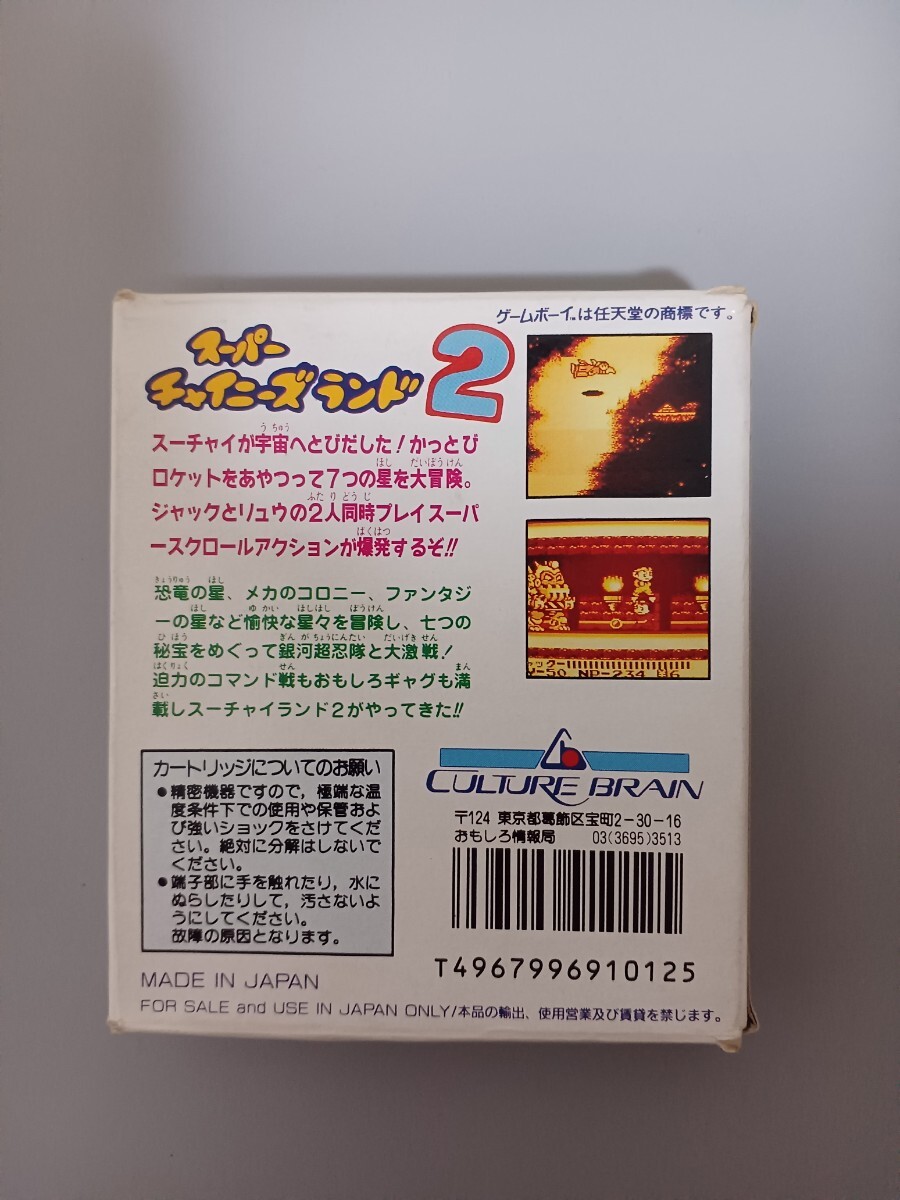 ゲームボーイ™は任天堂の商標です。
スーパー
チャイニーズ ランド 2
スーチャイが宇宙へとびだした！かっとび
ロケットをあやつって7つの星を大冒険。
ジャックとリュウの2人同時プレイスーパ
ースクロールアクションが爆発するぞ!!
恐竜の星、メカのコロニー、ファンタジ
ーの星など愉快な星々を冒険し、七つの
秘宝をめぐって銀河超忍隊と大激戦！
迫力のコマンド戦もおもしろギャグも満
載しスーチャイランド2がやってきた!!
ャック
-50 NP-234 ¥6
カートリッジについてのお願い
●精密機器ですので，極端な温
度条件下での使用や保管およ
び強いショックをさけてくだ
さい。絶対に分解はしないで
ください。
●端子部に手を触れたり，水に
ぬらしたりして，汚さないよ
うにしてください。
故障の原因となります。
CULTURE BRAIN
〒124 東京都葛飾区宝町2-30-16
おもしろ情報局 03(3695)3513
T4967996910125
MADE IN JAPAN
FOR SALE and USE IN JAPAN ONLY/本品の輸出、使用営業及び賃貸を禁じます。